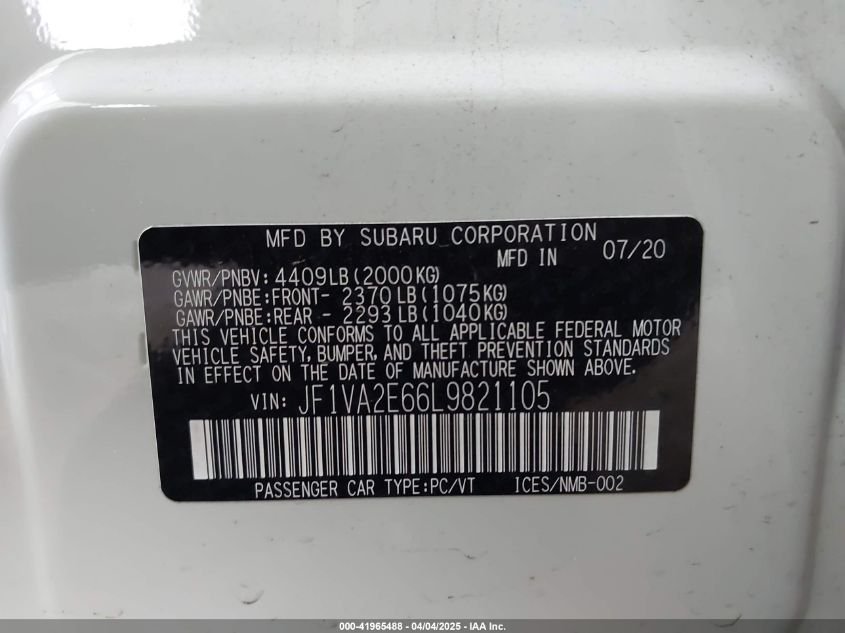 MFD BY SUBARU CORPORATION
MFD IN 07/20
GVWR/PNBV: 4409LB(2000KG)
GAWR/PNBE:FRONT- 2370LB(1075KG)
GAWR/PNBE:REAR - 2293LB(1040KG)
THIS VEHICLE CONFORMS TO ALL APPLICABLE FEDERAL MOTOR
VEHICLE SAFETY, BUMPER, AND THEFT PREVENTION STANDARDS
IN EFFECT ON THE DATE OF MANUFACTURE SHOWN ABOVE.
VIN: JF1VA2E66L9821105
PASSENGER CAR TYPE:PC/VT ICES/NMB-002
000-41965488 - 04/04/2025 - IAA Inc.